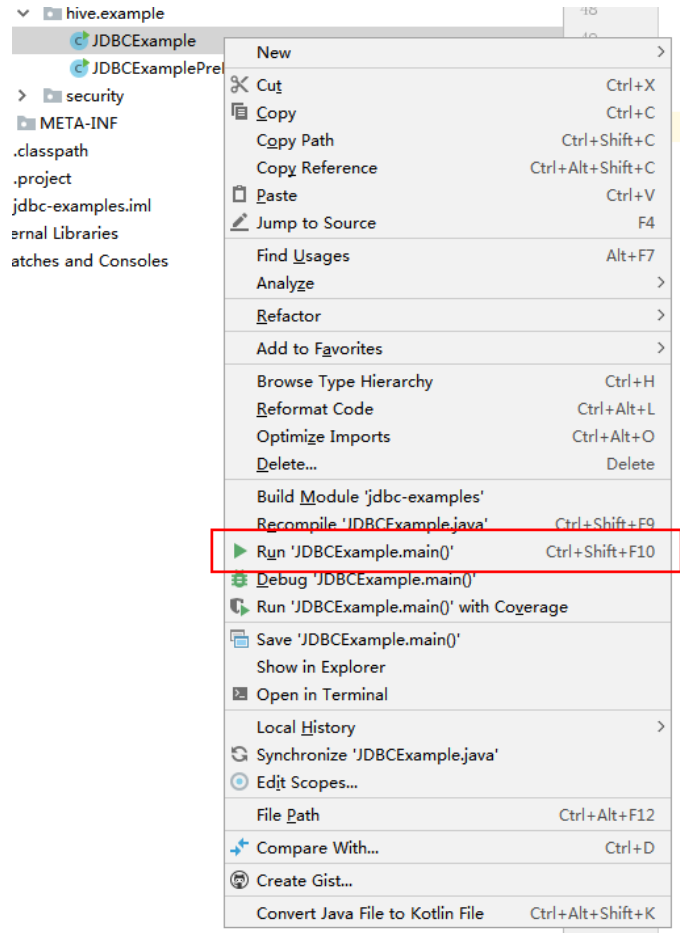 hive.example
JDBCExample
JDBCExamplePre
security
META-INF
.classpath
.project
jdbc-examples.iml
ernal Libraries
atches and Consoles
48
New
Cut Ctrl+X
Copy Ctrl+C
Copy Path Ctrl+Shift+C
Copy Reference Ctrl+Alt+Shift+C
Paste Ctrl+V
Jump to Source F4
Find Usages Alt+F7
Analyze
Refactor
Add to Favorites
Browse Type Hierarchy Ctrl+H
Reformat Code Ctrl+Alt+L
Optimize Imports Ctrl+Alt+O
Delete... Delete
Build Module 'jdbc-examples'
Recompile 'JDBCExample.java' Ctrl+Shift+F9
Run 'JDBCExample.main()' Ctrl+Shift+F10
Debug 'JDBCExample.main()'
Run 'JDBCExample.main()' with Coverage
Save 'JDBCExample.main()'
Show in Explorer
Open in Terminal
Local History
Synchronize 'JDBCExample.java'
Edit Scopes...
File Path Ctrl+Alt+F12
Compare With... Ctrl+D
Create Gist...
Convert Java File to Kotlin File Ctrl+Alt+Shift+K